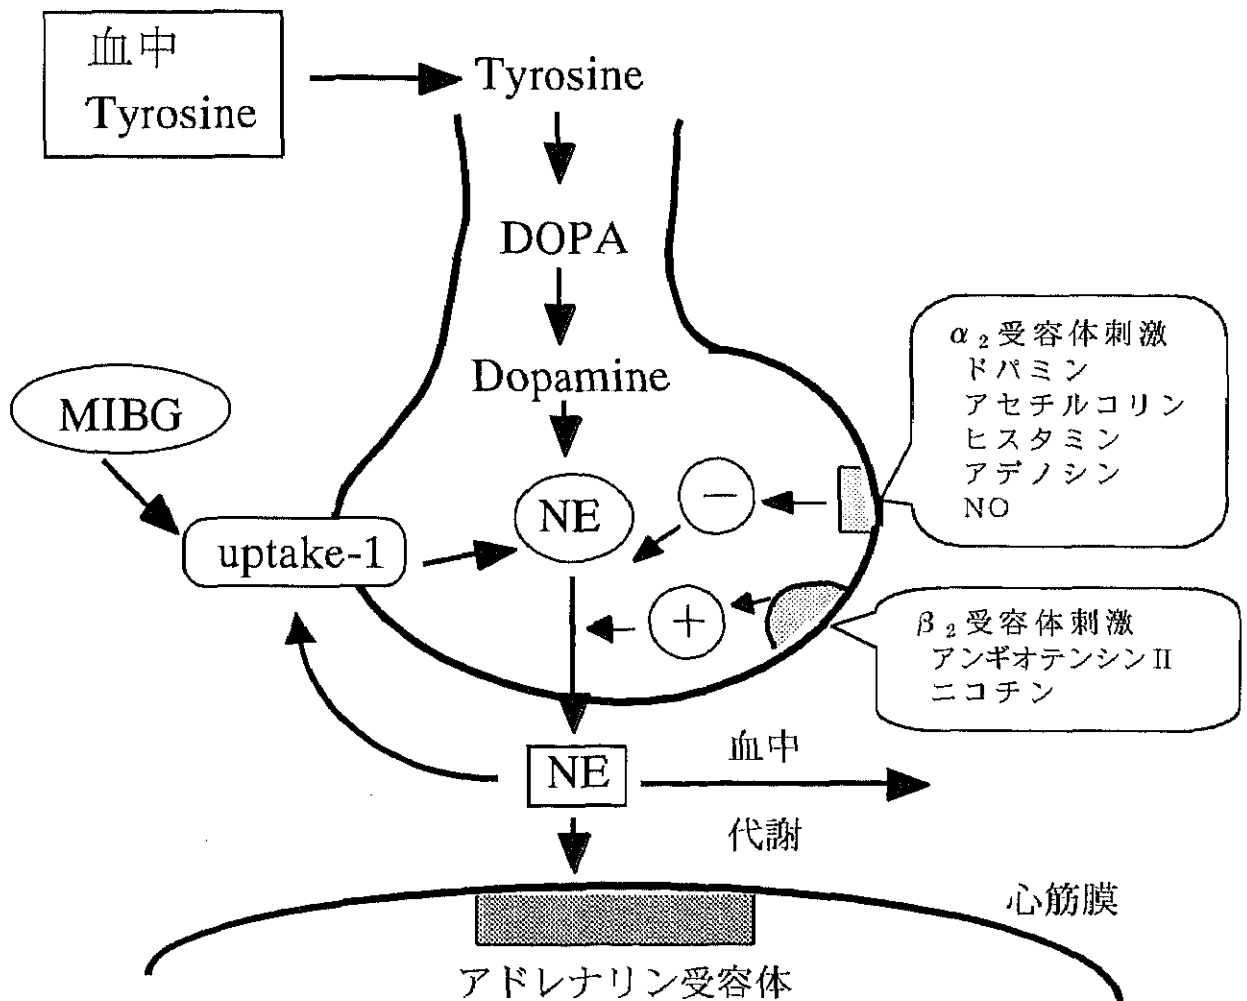 血中
Tyrosine
Tyrosine
DOPA
Dopamine
MIBG
NE
−
uptake-1
+
α₂受容体刺激
ドパミン
アセチルコリン
ヒスタミン
アデノシン
NO
β₂受容体刺激
アンギオテンシンII
ニコチン
NE
血中
代謝
心筋膜
アドレナリン受容体